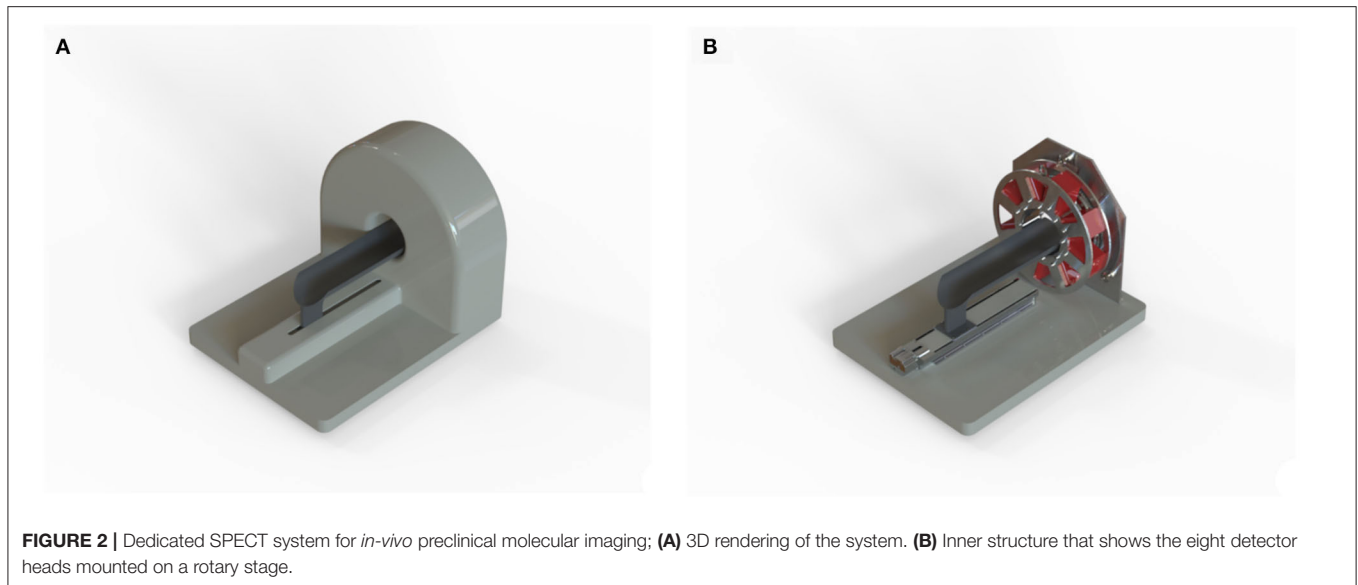 A
B
FIGURE 2 | Dedicated SPECT system for in-vivo preclinical molecular imaging; (A) 3D rendering of the system. (B) Inner structure that shows the eight detector
heads mounted on a rotary stage.